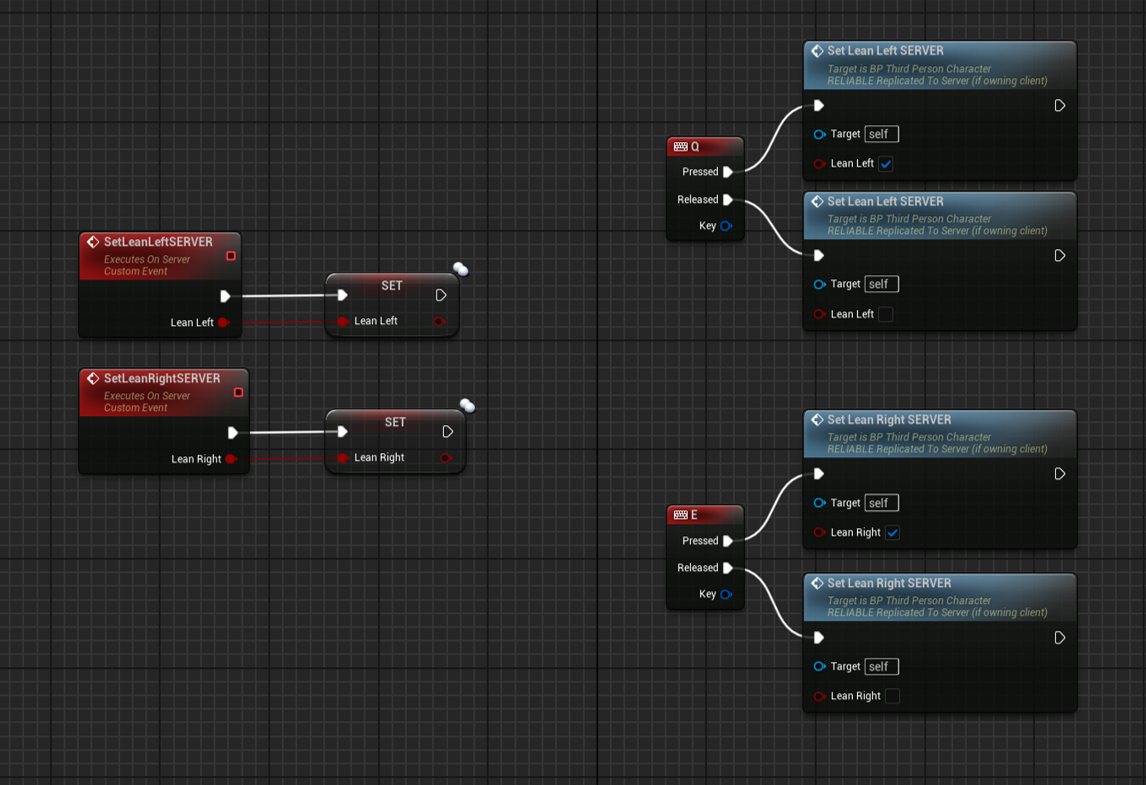 SetLeanLeftSERVER
Executes On Server
Custom Event
Lean Left
SET
Lean Left
SetLeanRightSERVER
Executes On Server
Custom Event
Lean Right
SET
Lean Right
Q
Pressed
Released
Key
Set Lean Left SERVER
Target is BP Third Person Character
RELIABLE Replicated To Server (if owning client)
Target self
Lean Left
Set Lean Left SERVER
Target is BP Third Person Character
RELIABLE Replicated To Server (if owning client)
Target self
Lean Left
E
Pressed
Released
Key
Set Lean Right SERVER
Target is BP Third Person Character
RELIABLE Replicated To Server (if owning client)
Target self
Lean Right
Set Lean Right SERVER
Target is BP Third Person Character
RELIABLE Replicated To Server (if owning client)
Target self
Lean Right